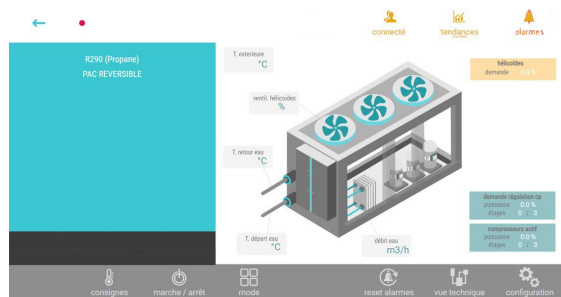 connecté
tendances
alarmes
R290 (Propane)
PAC REVERSIBLE
T. exterieure
°C
ventil. hélicoides
%
T. retour eau
°C
T. départ eau
°C
débit eau
m3/h
hélicoïdes
demande 0.0 %
demande régulation cp
puissance 0.0 %
étages 0 / 3
compresseurs actif
puissance 0.0 %
étages 0 / 3
consignes
marche / arrêt
mode
reset alarmes
vue technique
configuration